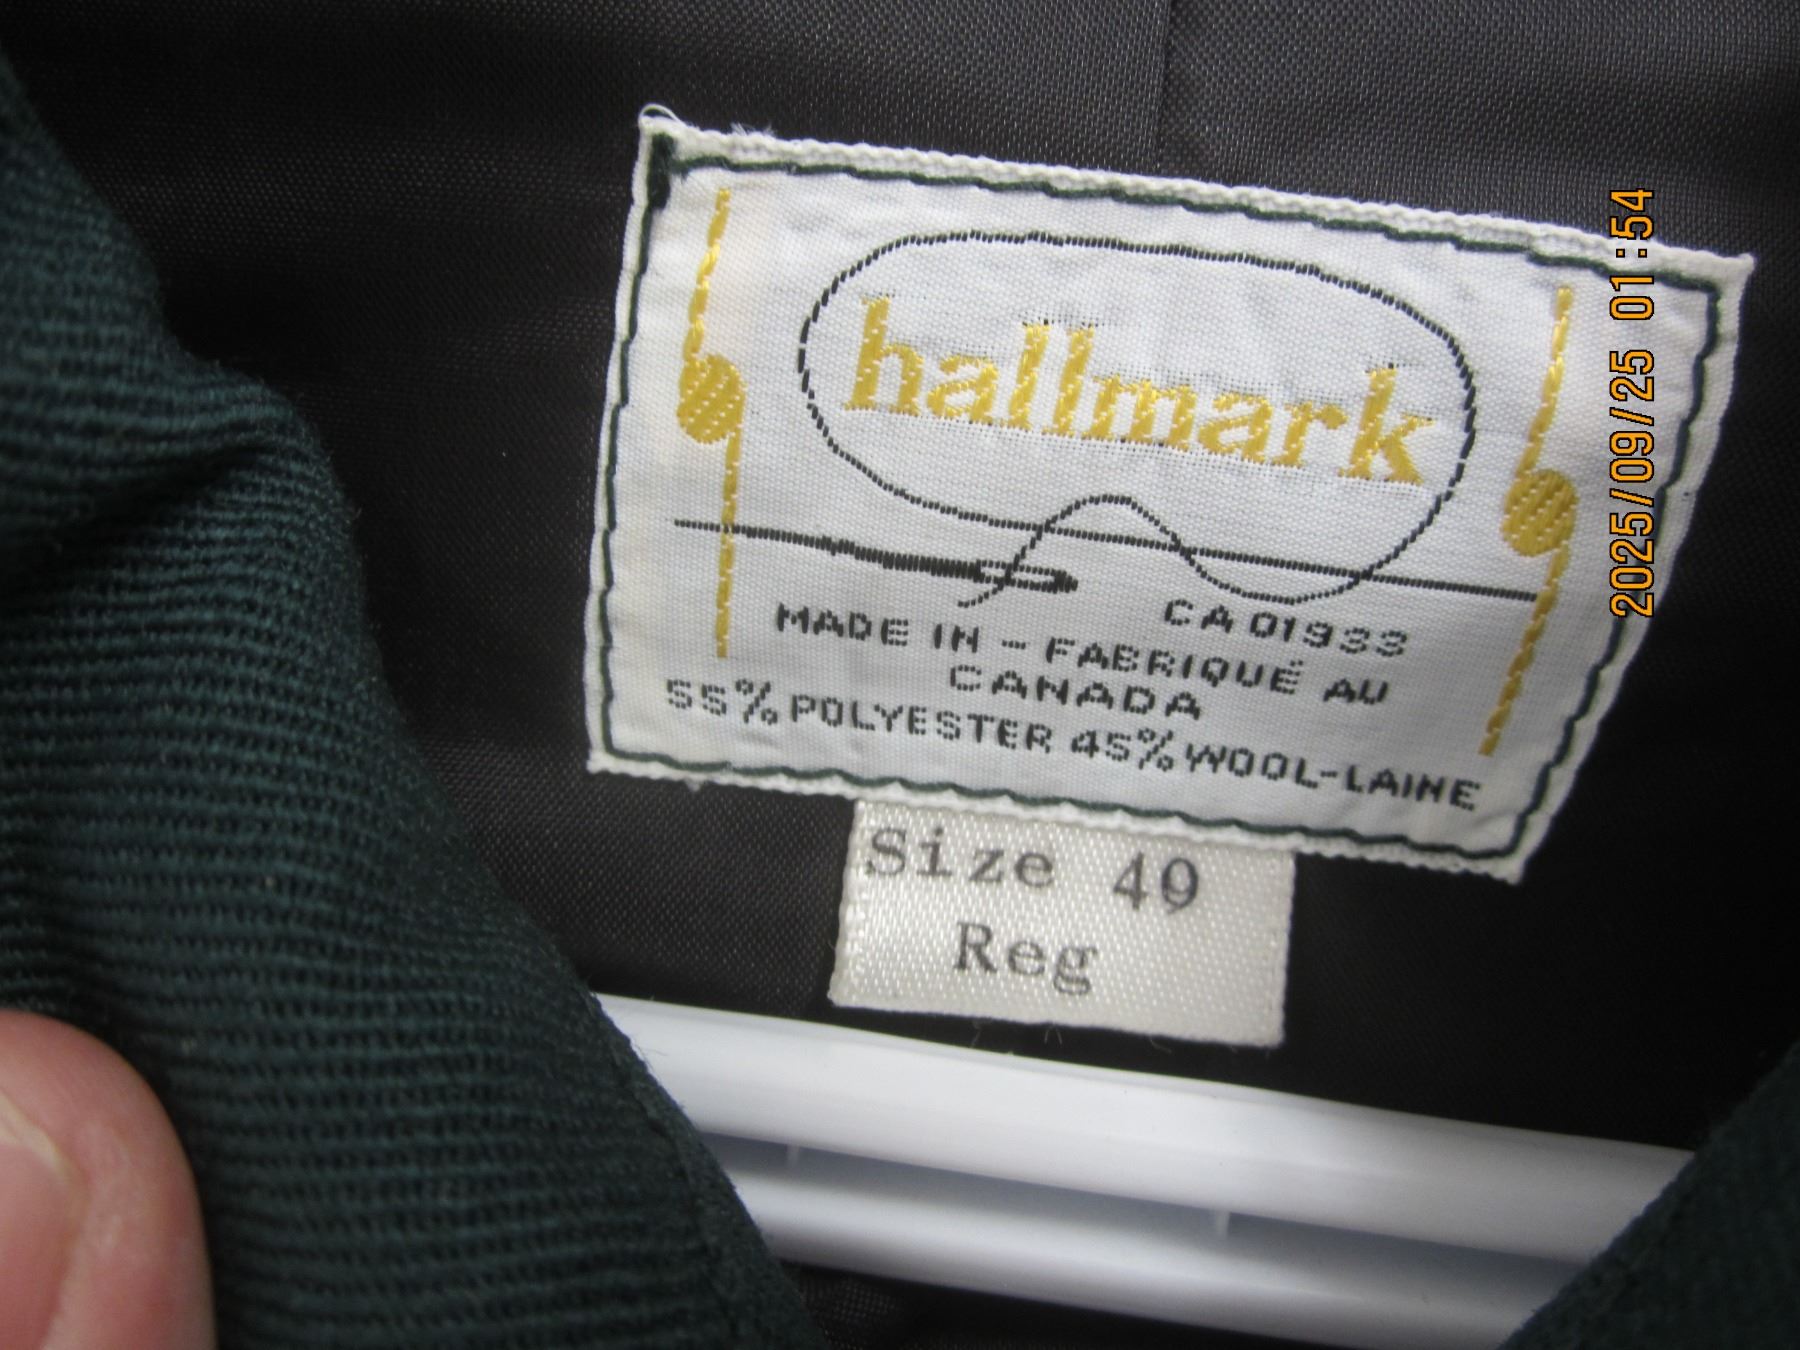 hallmark
CA 01933
MADE IN - FABRIQUÉ AU
CANADA
55% POLYESTER 45% WOOL-LAINE
Size 40
Reg
2025/09/25 01:54